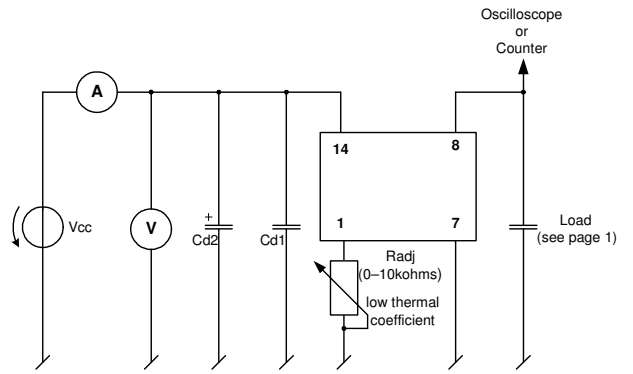 Oscilloscope
or
Counter
A
14
8
+
Vcc
V
Cd2
Cd1
1
7
Load
(see page 1)
Radj
(0–10kohms)
low thermal
coefficient